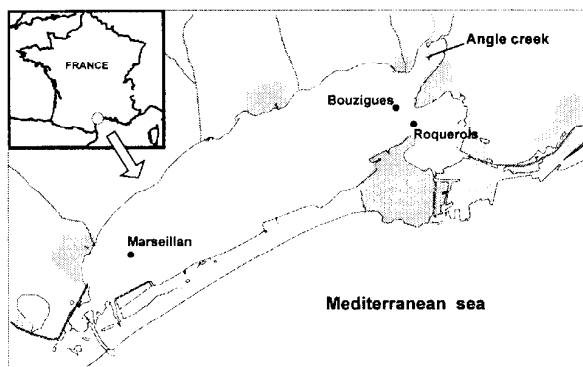 Angle creek
FRANCE
Bouzigues
Roquerols
Marseillan
Mediterranean sea